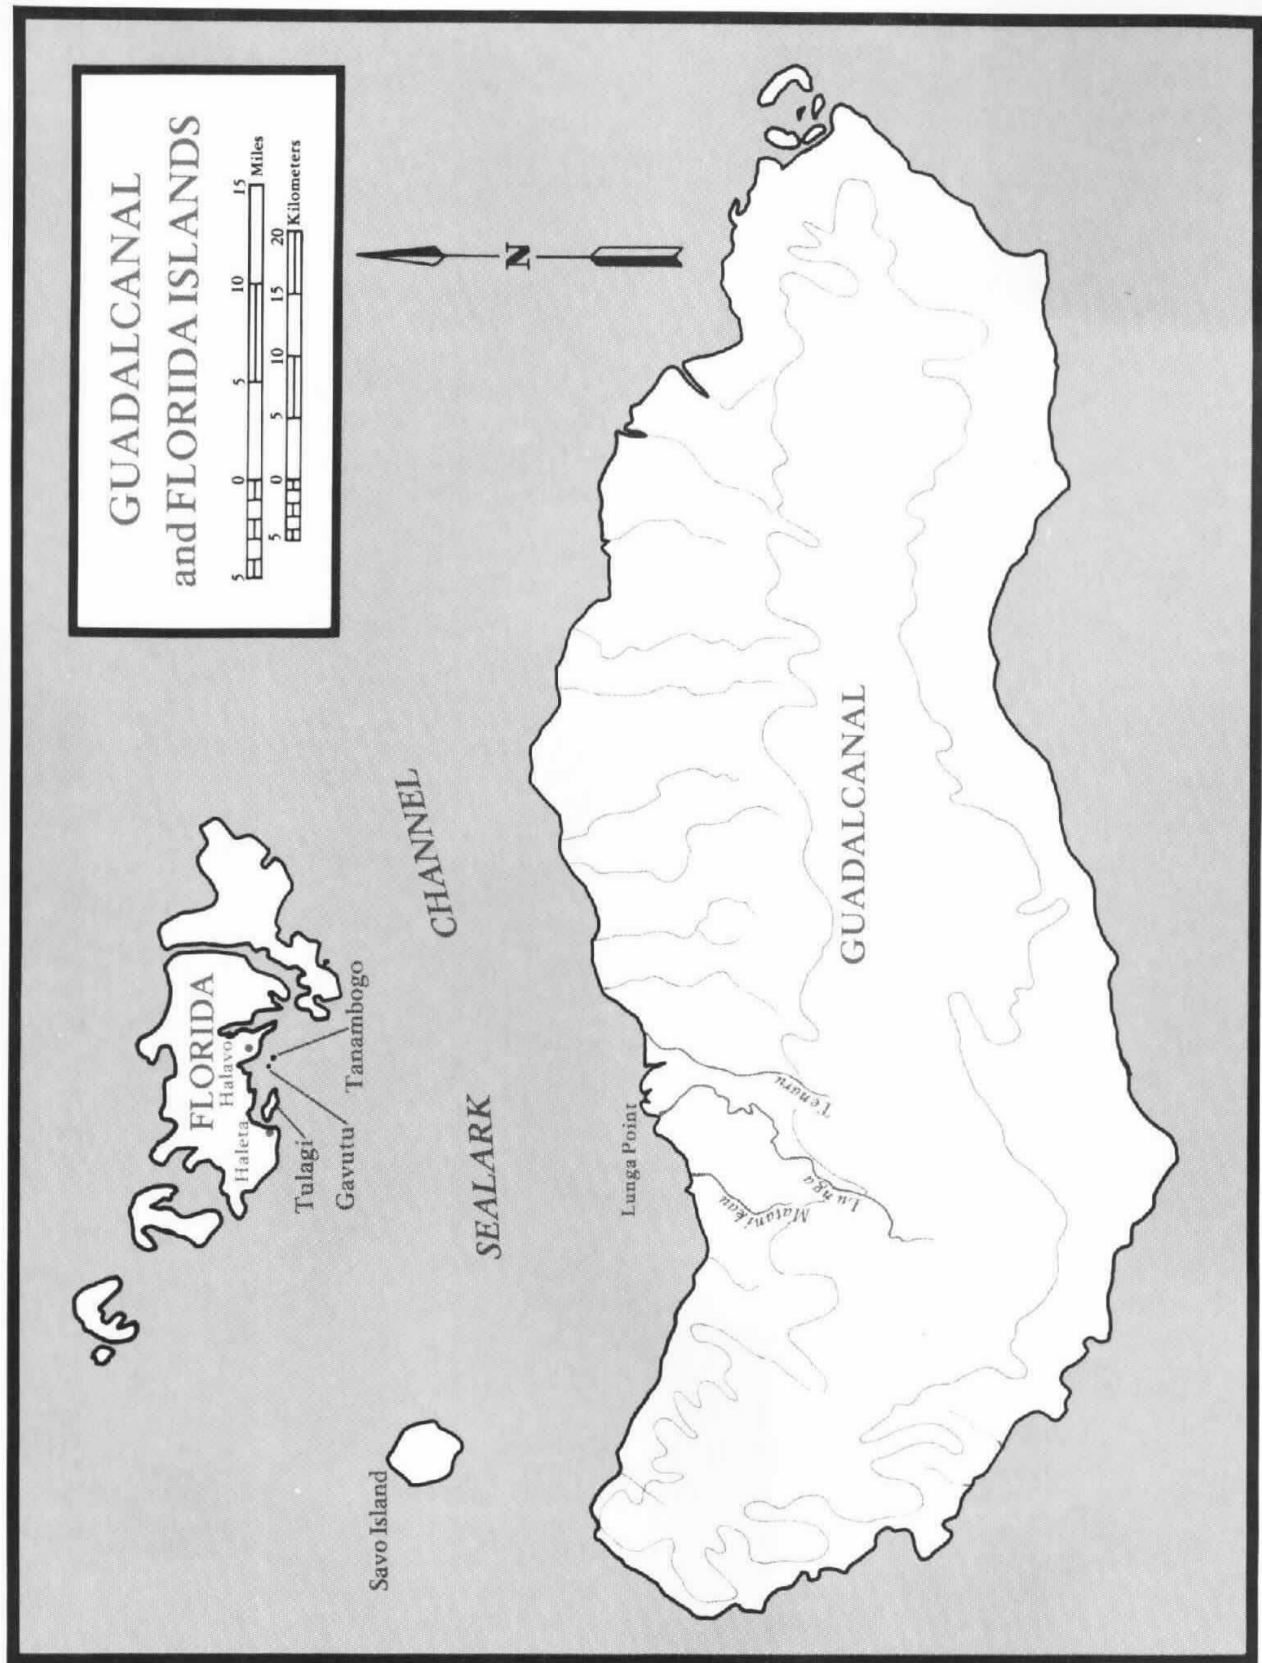 GUADALCANAL
and FLORIDA ISLANDS
5 0 5 10 15
Miles
5 0 5 10 15 20
Kilometers
N
FLORIDA
Halavo
Haleta
Tulagi
Gavutu
Tanambogo
SEALARK CHANNEL
Savo Island
Lunga Point
Tenaru
Lunga
Matanikau
GUADALCANAL